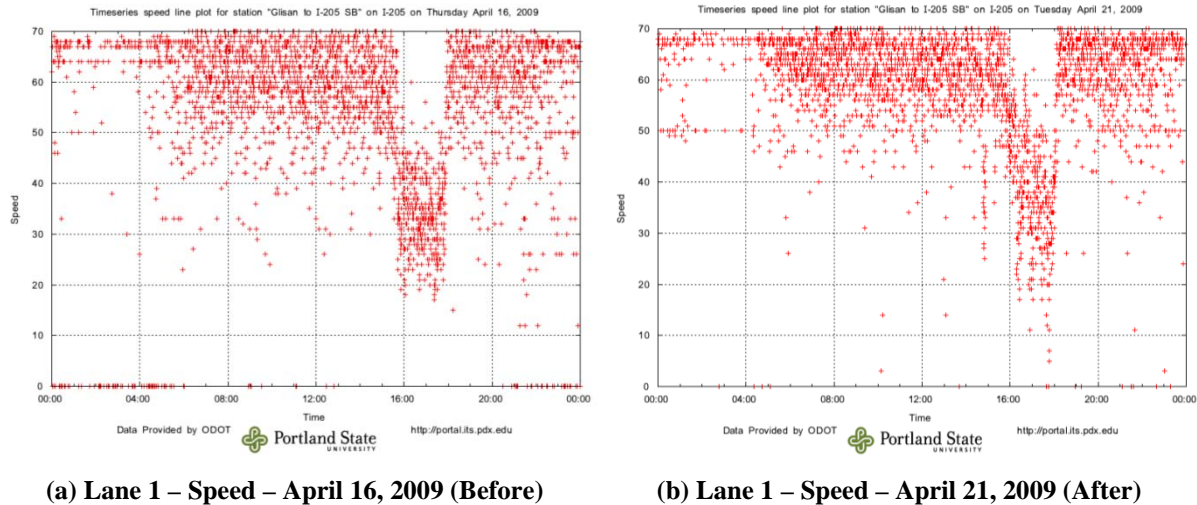 Timeseries speed line plot for station "Glisan to I-205 SB" on I-205 on Thursday April 16, 2009
70
60
50
40
30
20
10
0
Speed
00:00 04:00 08:00 12:00 16:00 20:00 00:00
Time
Data Provided by ODOT
Portland State
UNIVERSITY
http://portal.its.pdx.edu
(a) Lane 1 – Speed – April 16, 2009 (Before)
Timeseries speed line plot for station "Glisan to I-205 SB" on I-205 on Tuesday April 21, 2009
70
60
50
40
30
20
10
0
Speed
00:00 04:00 08:00 12:00 16:00 20:00 00:00
Time
Data Provided by ODOT
Portland State
UNIVERSITY
http://portal.its.pdx.edu
(b) Lane 1 – Speed – April 21, 2009 (After)